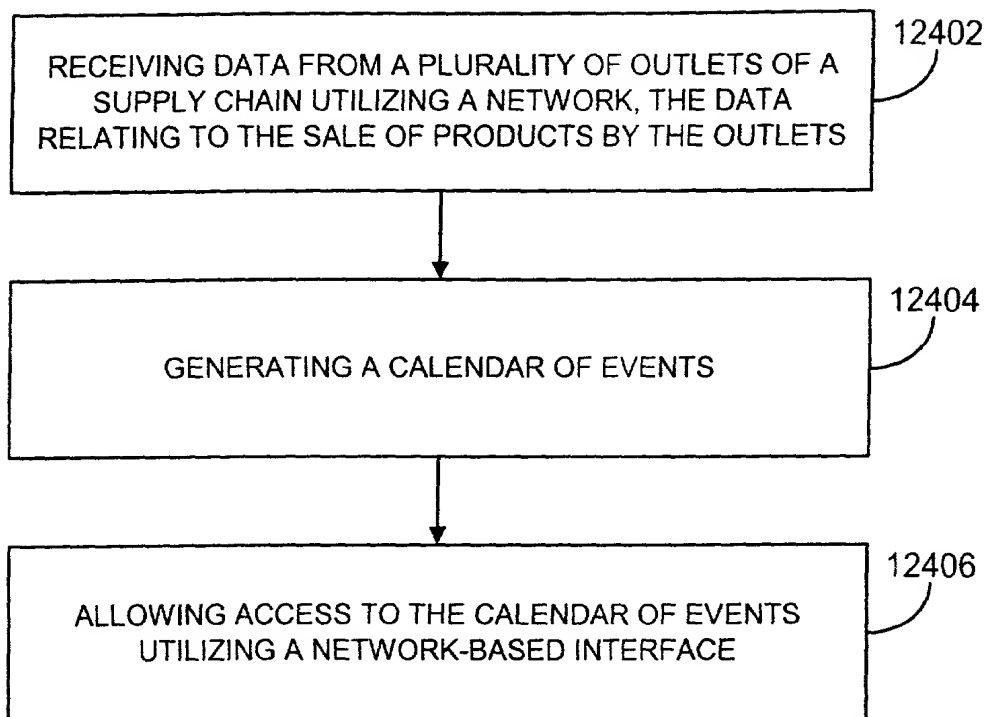 12402
RECEIVING DATA FROM A PLURALITY OF OUTLETS OF A
SUPPLY CHAIN UTILIZING A NETWORK, THE DATA
RELATING TO THE SALE OF PRODUCTS BY THE OUTLETS
12404
GENERATING A CALENDAR OF EVENTS
12406
ALLOWING ACCESS TO THE CALENDAR OF EVENTS
UTILIZING A NETWORK-BASED INTERFACE